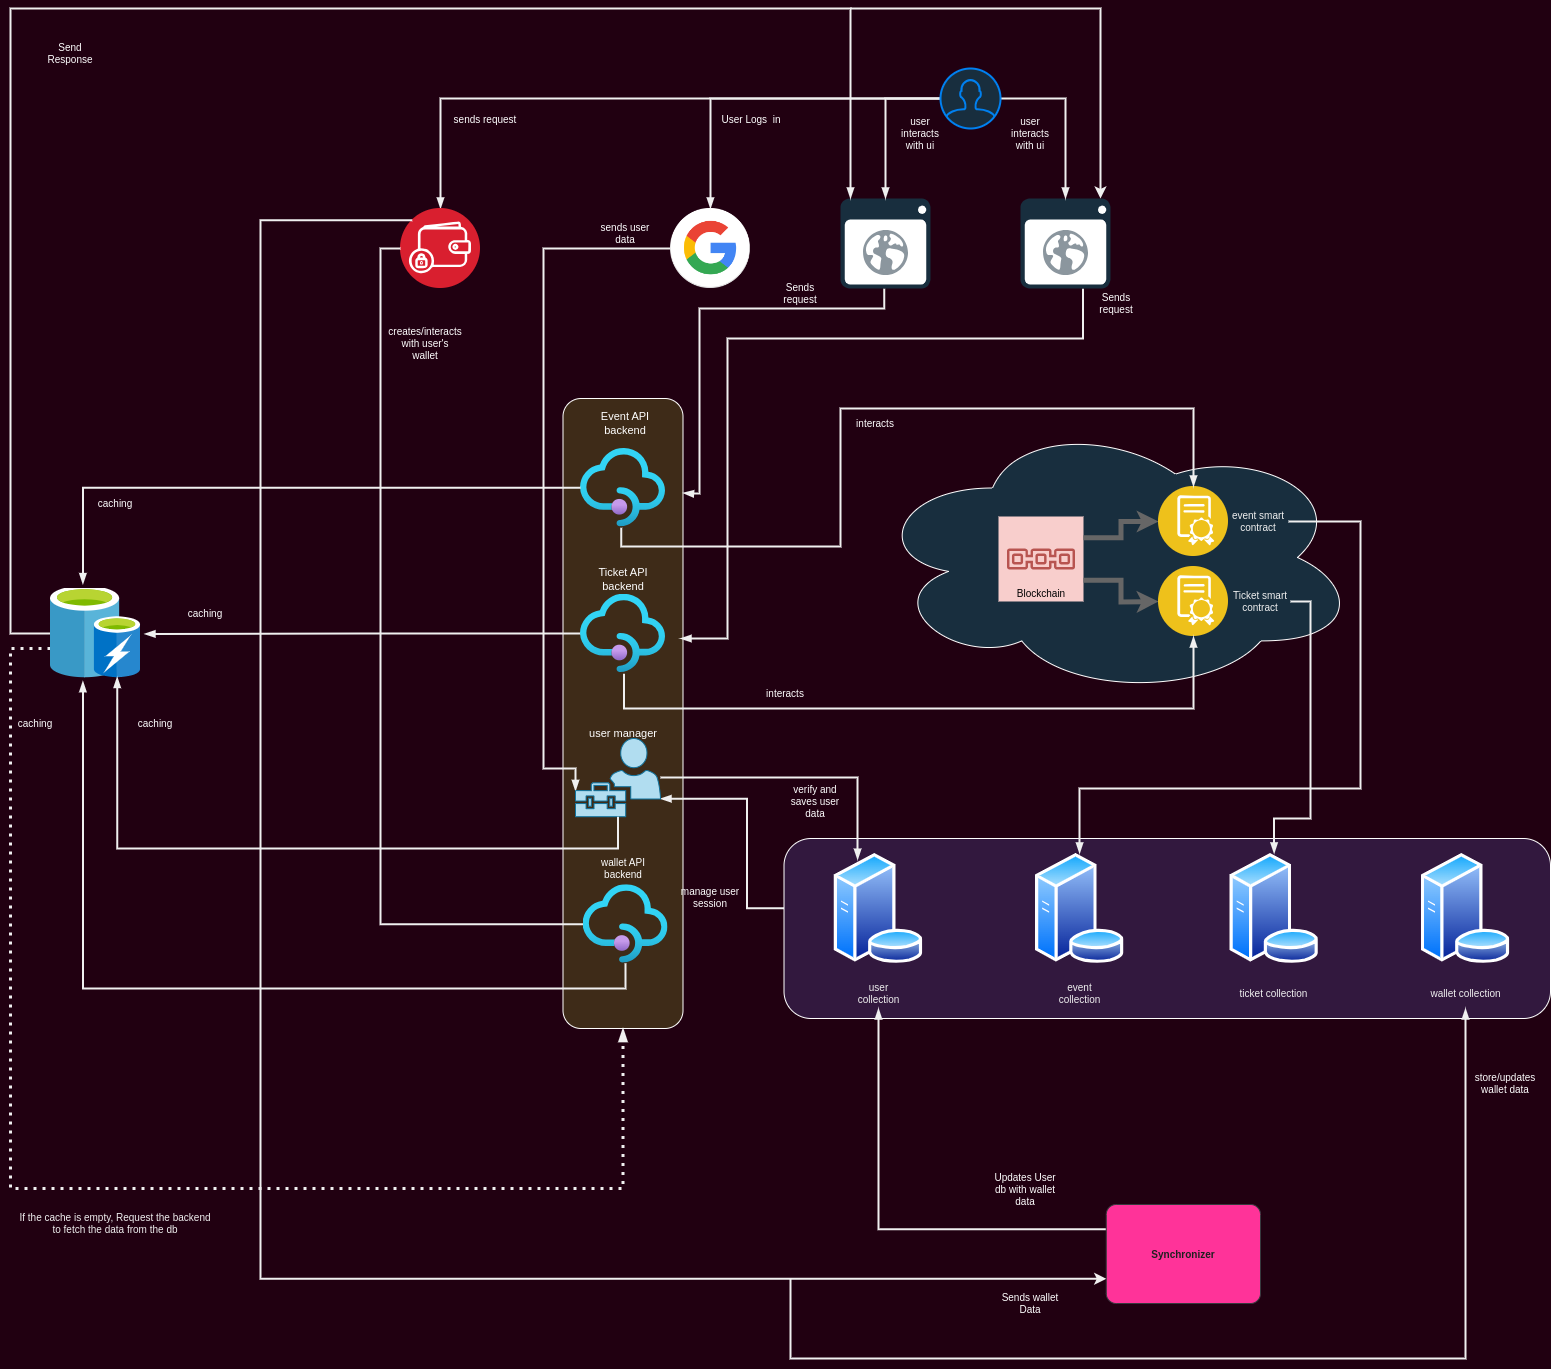 Send
Response
sends request
User Logs  in
user
interacts
with ui
user
interacts
with ui
sends user
data
Sends
request
Sends
request
creates/interacts
with user's
wallet
Event API
backend
interacts
caching
event smart
contract
Blockchain
Ticket API
backend
Ticket smart
contract
caching
interacts
caching
caching
user manager
verify and
saves user
data
wallet API
backend
manage user
session
user
collection
event
collection
ticket collection
wallet collection
store/updates
wallet data
Updates User
db with wallet
data
If the cache is empty, Request the backend
to fetch the data from the db
Synchronizer
Sends wallet
Data